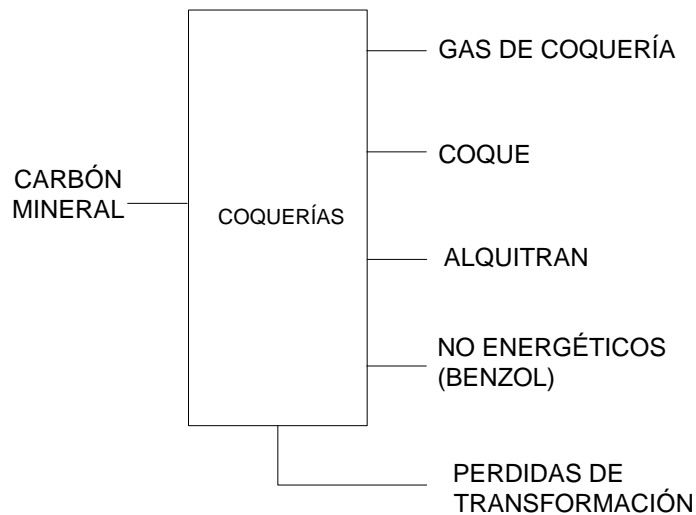 GAS DE COQUERÍA
COQUE
CARBÓN
MINERAL
COQUERÍAS
ALQUITRAN
NO ENERGÉTICOS
(BENZOL)
PERDIDAS DE
TRANSFORMACIÓN